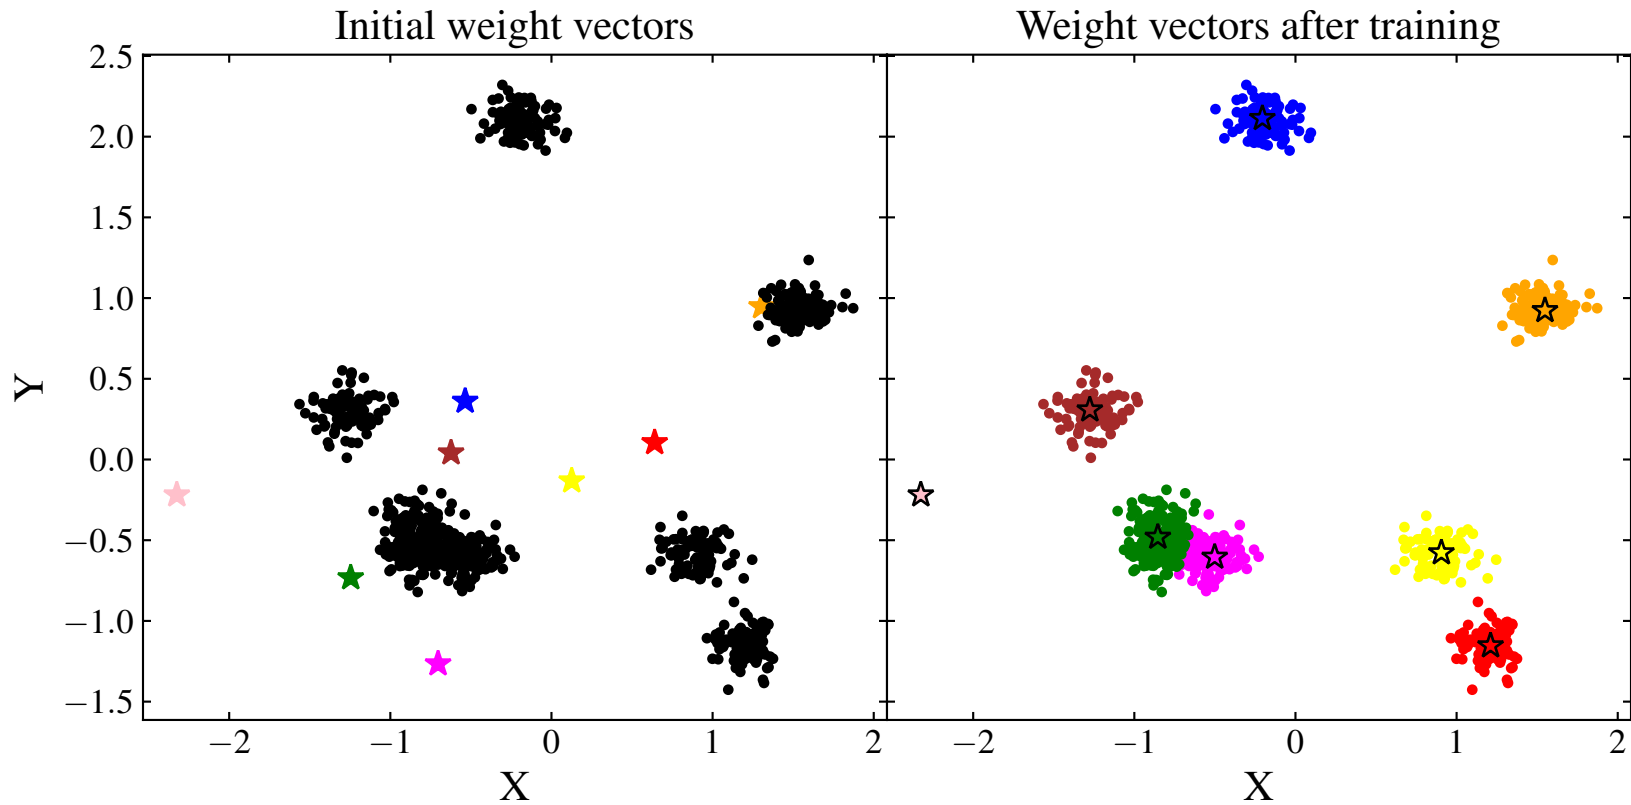 Initial weight vectors
Weight vectors after training
2.5
2.0
1.5
1.0
0.5
0.0
−0.5
−1.0
−1.5
Y
−2 −1 0 1 2
−2 −1 0 1 2
X
X